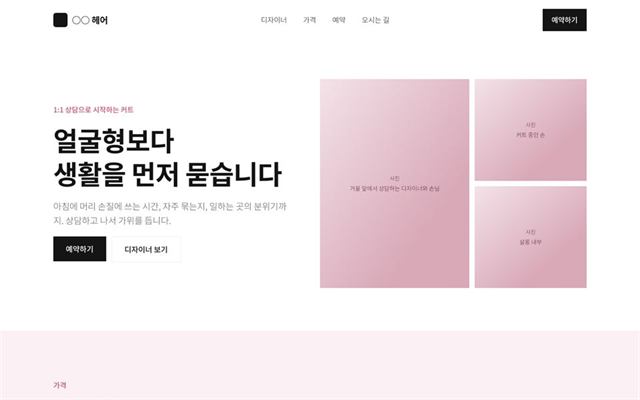 ○○ 헤어
디자이너 가격 예약 오시는 길
예약하기
1:1 상담으로 시작하는 커트
얼굴형보다
생활을 먼저 묻습니다
아침에 머리 손질에 쓰는 시간, 자주 묶는지, 일하는 곳의 분위기까
지. 상담하고 나서 가위를 듭니다.
예약하기 디자이너 보기
사진
거울 앞에서 상담하는 디자이너와 손님
사진
커트 중인 손
사진
살롱 내부
가격